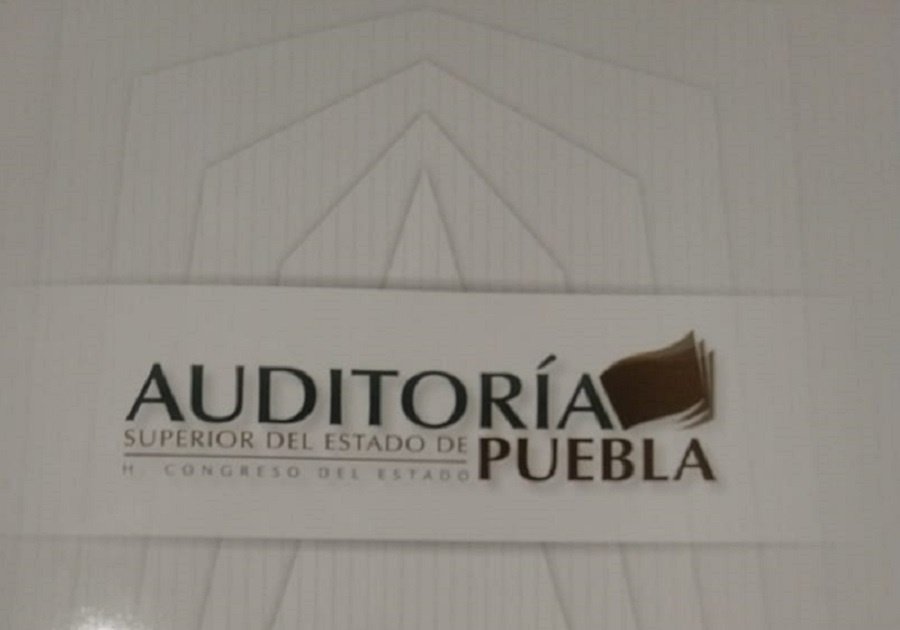 AUDITORÍA
SUPERIOR DEL ESTADO DE
PUEBLA
H. CONGRESO DEL ESTADO